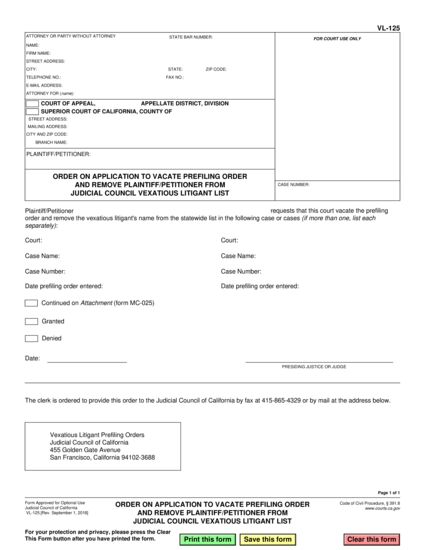 VL-125
ATTORNEY OR PARTY WITHOUT ATTORNEY STATE BAR NUMBER:
NAME:
FIRM NAME:
STREET ADDRESS:
CITY: STATE: ZIP CODE:
TELEPHONE NO.: FAX NO.:
E-MAIL ADDRESS:
ATTORNEY FOR (name):
FOR COURT USE ONLY
COURT OF APPEAL, APPELLATE DISTRICT, DIVISION
SUPERIOR COURT OF CALIFORNIA, COUNTY OF
STREET ADDRESS:
MAILING ADDRESS:
CITY AND ZIP CODE:
BRANCH NAME:
PLAINTIFF/PETITIONER:
ORDER ON APPLICATION TO VACATE PREFILING ORDER
AND REMOVE PLAINTIFF/PETITIONER FROM
JUDICIAL COUNCIL VEXATIOUS LITIGANT LIST
CASE NUMBER:
Plaintiff/Petitioner requests that this court vacate the prefiling
order and remove the vexatious litigant's name from the statewide list in the following case or cases (if more than one, list each
separately):
Court: Court:
Case Name: Case Name:
Case Number: Case Number:
Date prefiling order entered: Date prefiling order entered:
Continued on Attachment (form MC-025)
Granted
Denied
Date:
PRESIDING JUSTICE OR JUDGE
The clerk is ordered to provide this order to the Judicial Council of California by fax at 415-865-4329 or by mail at the address below.
Vexatious Litigant Prefiling Orders
Judicial Council of California
455 Golden Gate Avenue
San Francisco, California 94102-3688
Page 1 of 1
Form Approved for Optional Use
Judicial Council of California
VL-125 [Rev. September 1, 2018]
ORDER ON APPLICATION TO VACATE PREFILING ORDER
AND REMOVE PLAINTIFF/PETITIONER FROM
JUDICIAL COUNCIL VEXATIOUS LITIGANT LIST
Code of Civil Procedure, § 391.8
www.courts.ca.gov
For your protection and privacy, please press the Clear
This Form button after you have printed the form.
Print this form Save this form Clear this form